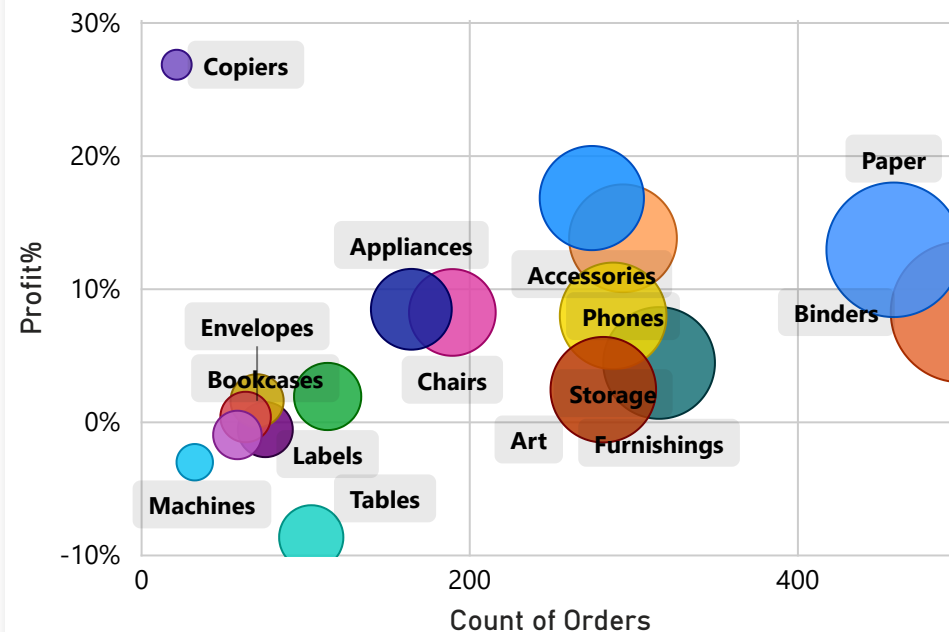 30%
Copiers
20%
Paper
Appliances
Accessories
10%
Profit%
Binders
Phones
Envelopes
Bookcases
Chairs
Storage
0%
Art
Furnishings
Labels
Tables
Machines
-10%
0
200
400
Count of Orders